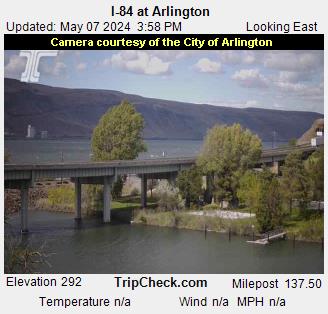 I-84 at Arlington
Updated: May 07 2024 3:58 PM Looking East
Camera courtesy of the City of Arlington
Elevation 292 TripCheck.com Milepost 137.50
Temperature n/a Wind n/a MPH n/a